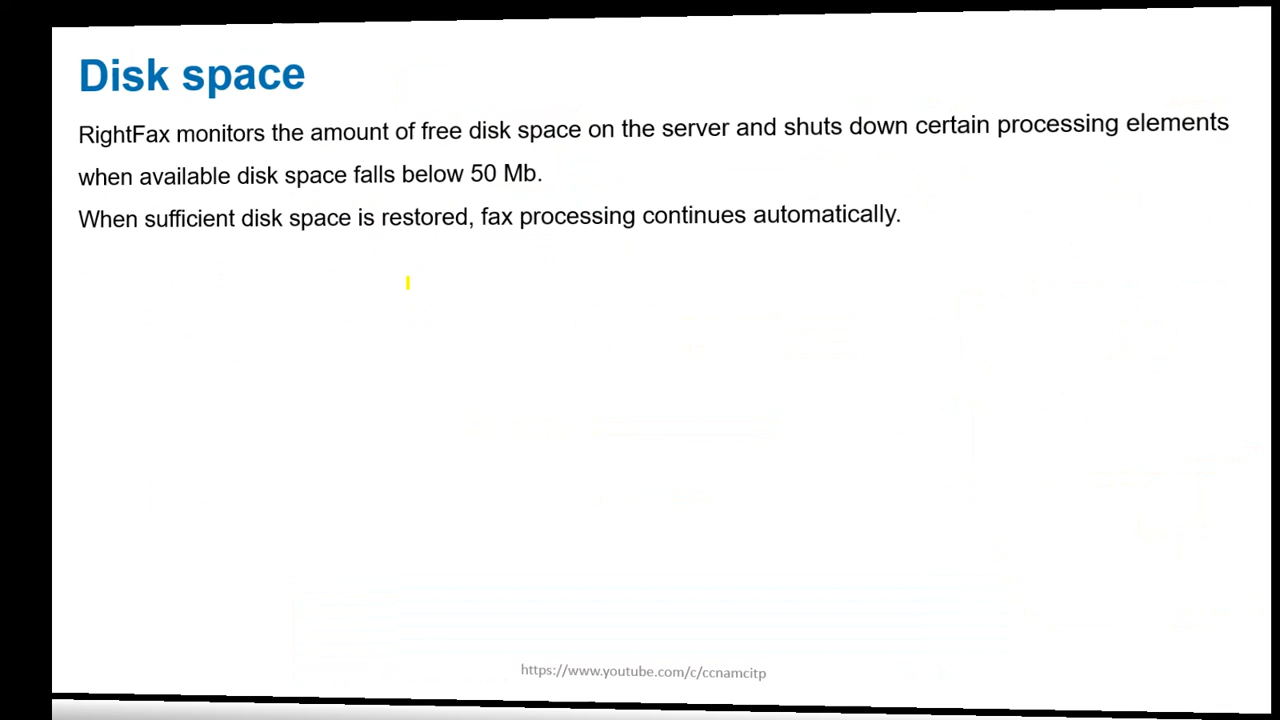 Disk space
RightFax monitors the amount of free disk space on the server and shuts down certain processing elements
when available disk space falls below 50 Mb.
When sufficient disk space is restored, fax processing continues automatically.
https://www.youtube.com/c/ccnamcitp